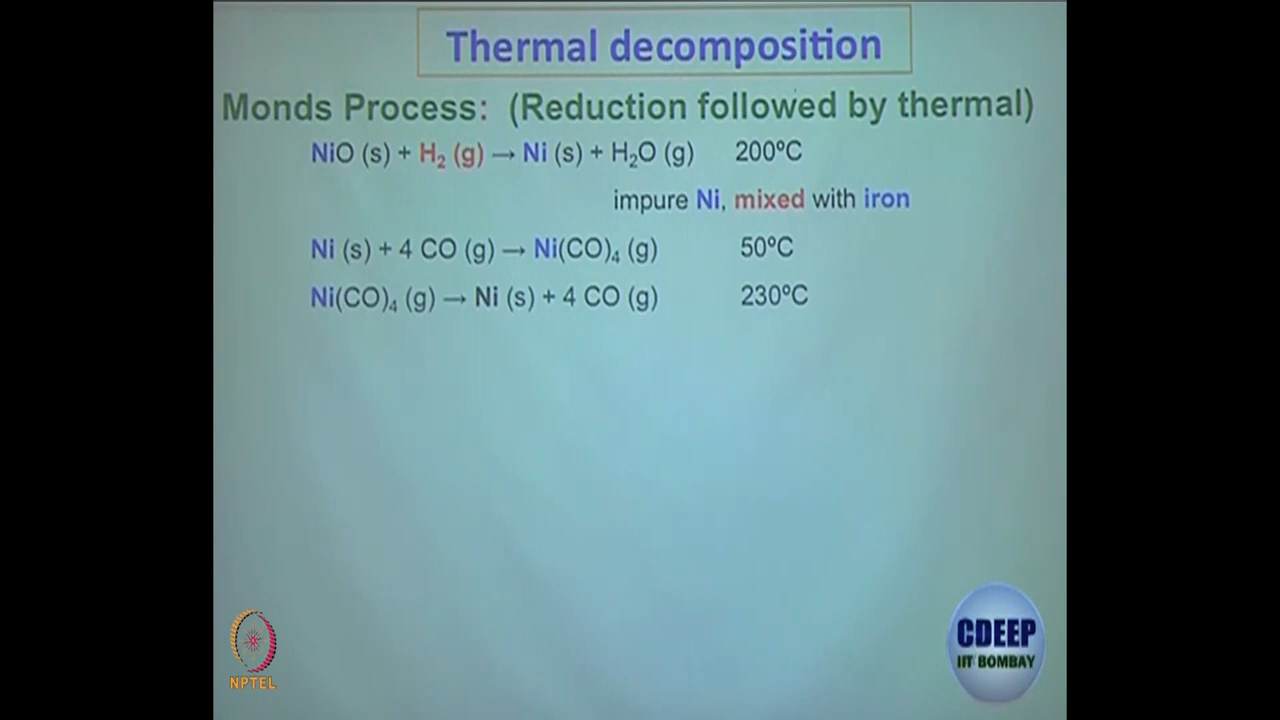 Thermal decomposition
Monds Process: (Reduction followed by thermal)
NiO (s) + H₂ (g) → Ni (s) + H₂O (g) 200ºC
impure Ni, mixed with iron
Ni (s) + 4 CO (g) → Ni(CO)₄ (g) 50ºC
Ni(CO)₄ (g) → Ni (s) + 4 CO (g) 230ºC
NPTEL
CDEEP
IIT BOMBAY